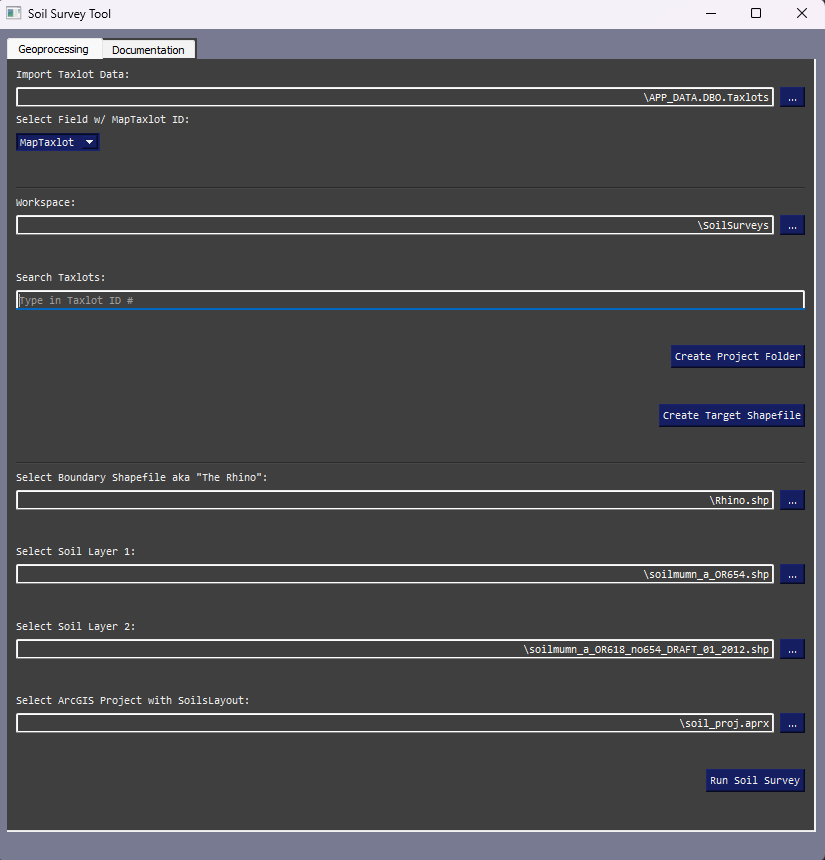 Soil Survey Tool
Geoprocessing Documentation
Import Taxlot Data:
\APP_DATA.DBO.Taxlots ...
Select Field w/ MapTaxlot ID:
MapTaxlot
Workspace:
\SoilSurveys ...
Search Taxlots:
Type in Taxlot ID #
Create Project Folder
Create Target Shapefile
Select Boundary Shapefile aka "The Rhino":
\Rhino.shp ...
Select Soil Layer 1:
\soilmumn_a_OR654.shp ...
Select Soil Layer 2:
\soilmumn_a_OR618_no654_DRAFT_01_2012.shp ...
Select ArcGIS Project with SoilsLayout:
\soil_proj.aprx ...
Run Soil Survey